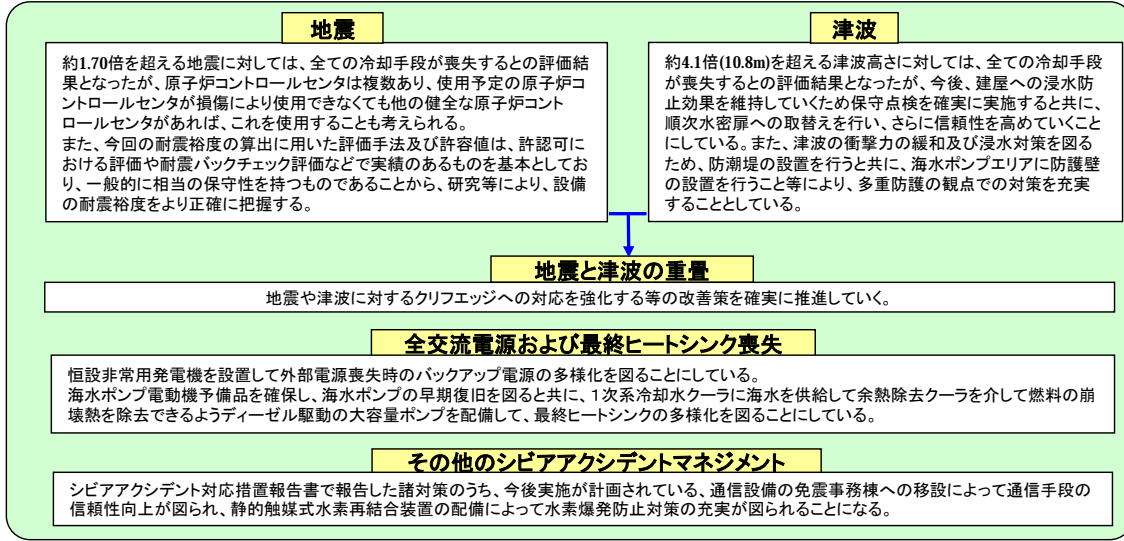 地震
約1.70倍を超える地震に対しては、全ての冷却手段が喪失するとの評価結
果となったが、原子炉コントロールセンタは複数あり、使用予定の原子炉コ
ントロールセンタが損傷により使用できなくても他の健全な原子炉コント
ロールセンタがあれば、これを使用することも考えられる。
また、今回の耐震裕度の算出に用いた評価手法及び許容値は、許認可に
おける評価や耐震バックチェック評価などで実績のあるものを基本としてお
り、一般的に相当の保守性を持つものであることから、研究等により、設備
の耐震裕度をより正確に把握する。
津波
約4.1倍(10.8m)を超える津波高さに対しては、全ての冷却手段
が喪失するとの評価結果となったが、今後、建屋への浸水防
止効果を維持していくため保守点検を確実に実施すると共に、
順次水密扉への取替えを行い、さらに信頼性を高めていくこと
にしている。また、津波の衝撃力の緩和及び浸水対策を図る
ため、防潮堤の設置を行うと共に、海水ポンプエリアに防護壁
の設置を行うこと等により、多重防護の観点での対策を充実
することとしている。
地震と津波の重畳
地震や津波に対するクリフエッジへの対応を強化する等の改善策を確実に推進していく。
全交流電源および最終ヒートシンク喪失
恒設非常用発電機を設置して外部電源喪失時のバックアップ電源の多様化を図ることにしている。
海水ポンプ電動機予備品を確保し、海水ポンプの早期復旧を図ると共に、１次系冷却水クーラに海水を供給して余熱除去クーラを介して燃料の崩
壊熱を除去できるようディーゼル駆動の大容量ポンプを配備して、最終ヒートシンクの多様化を図ることにしている。
その他のシビアアクシデントマネジメント
シビアアクシデント対応措置報告書で報告した諸対策のうち、今後実施が計画されている、通信設備の免震事務棟への移設によって通信手段の
信頼性向上が図られ、静的触媒式水素再結合装置の配備によって水素爆発防止対策の充実が図られることになる。